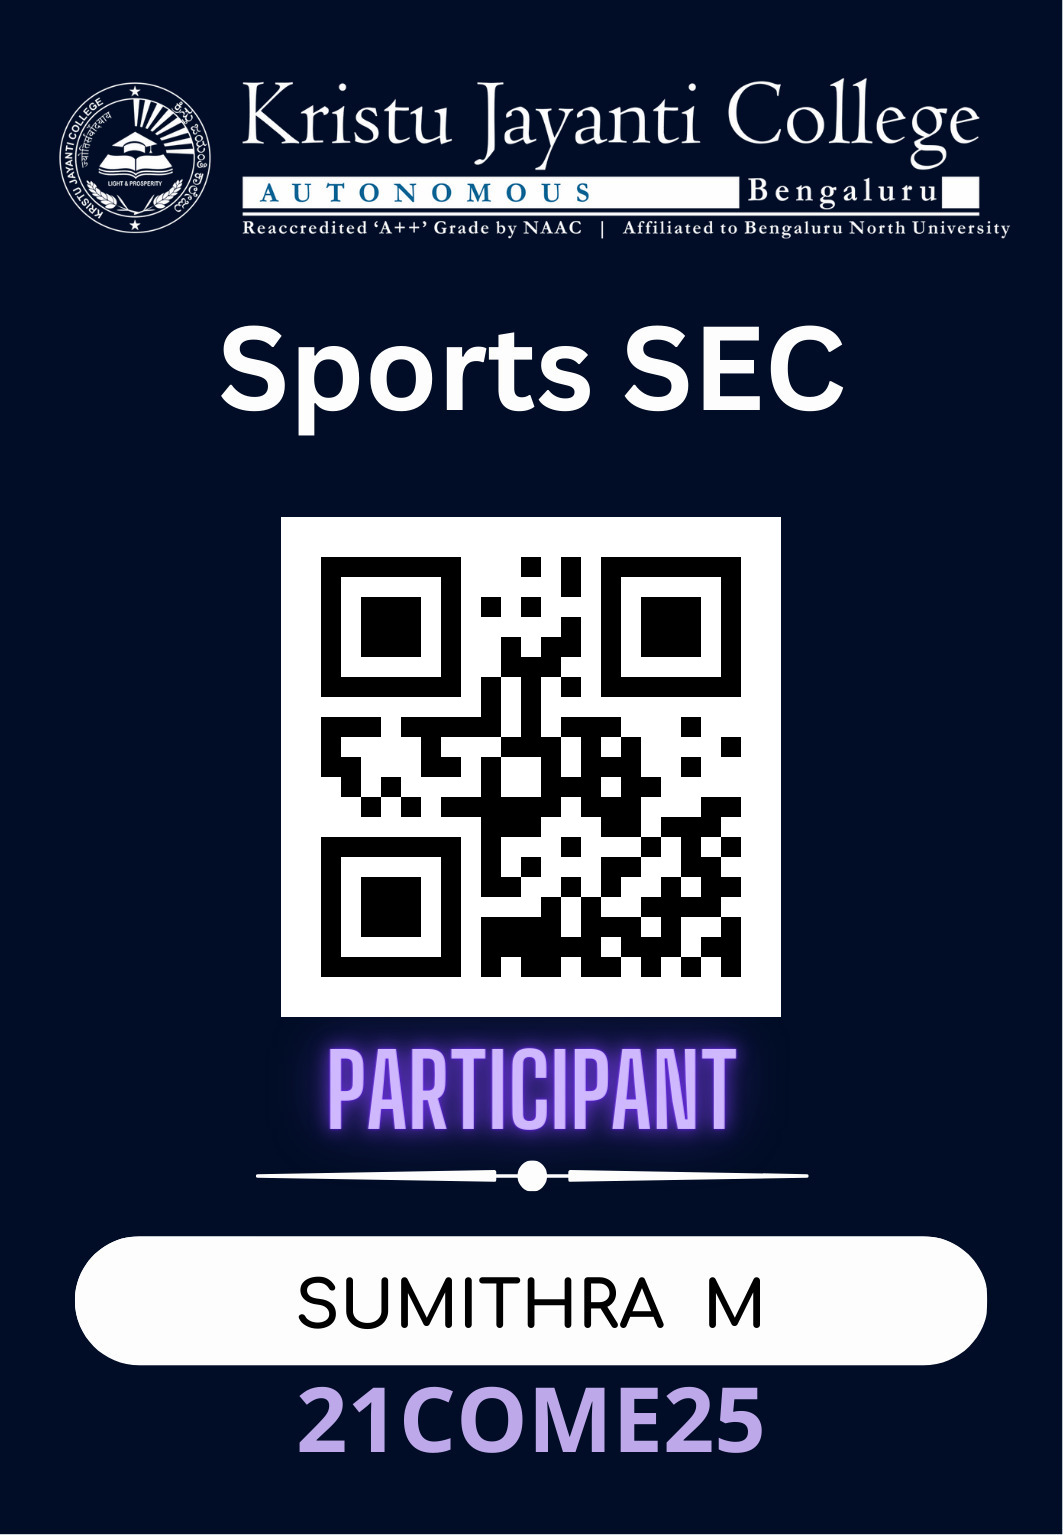 Kristu Jayanti College
AUTONOMOUS Bengaluru
Reaccredited ‘A++’ Grade by NAAC | Affiliated to Bengaluru North University
KRISTU JAYANTI COLLEGE
LIGHT & PROSPERITY
Sports SEC
PARTICIPANT
SUMITHRA M
21COME25